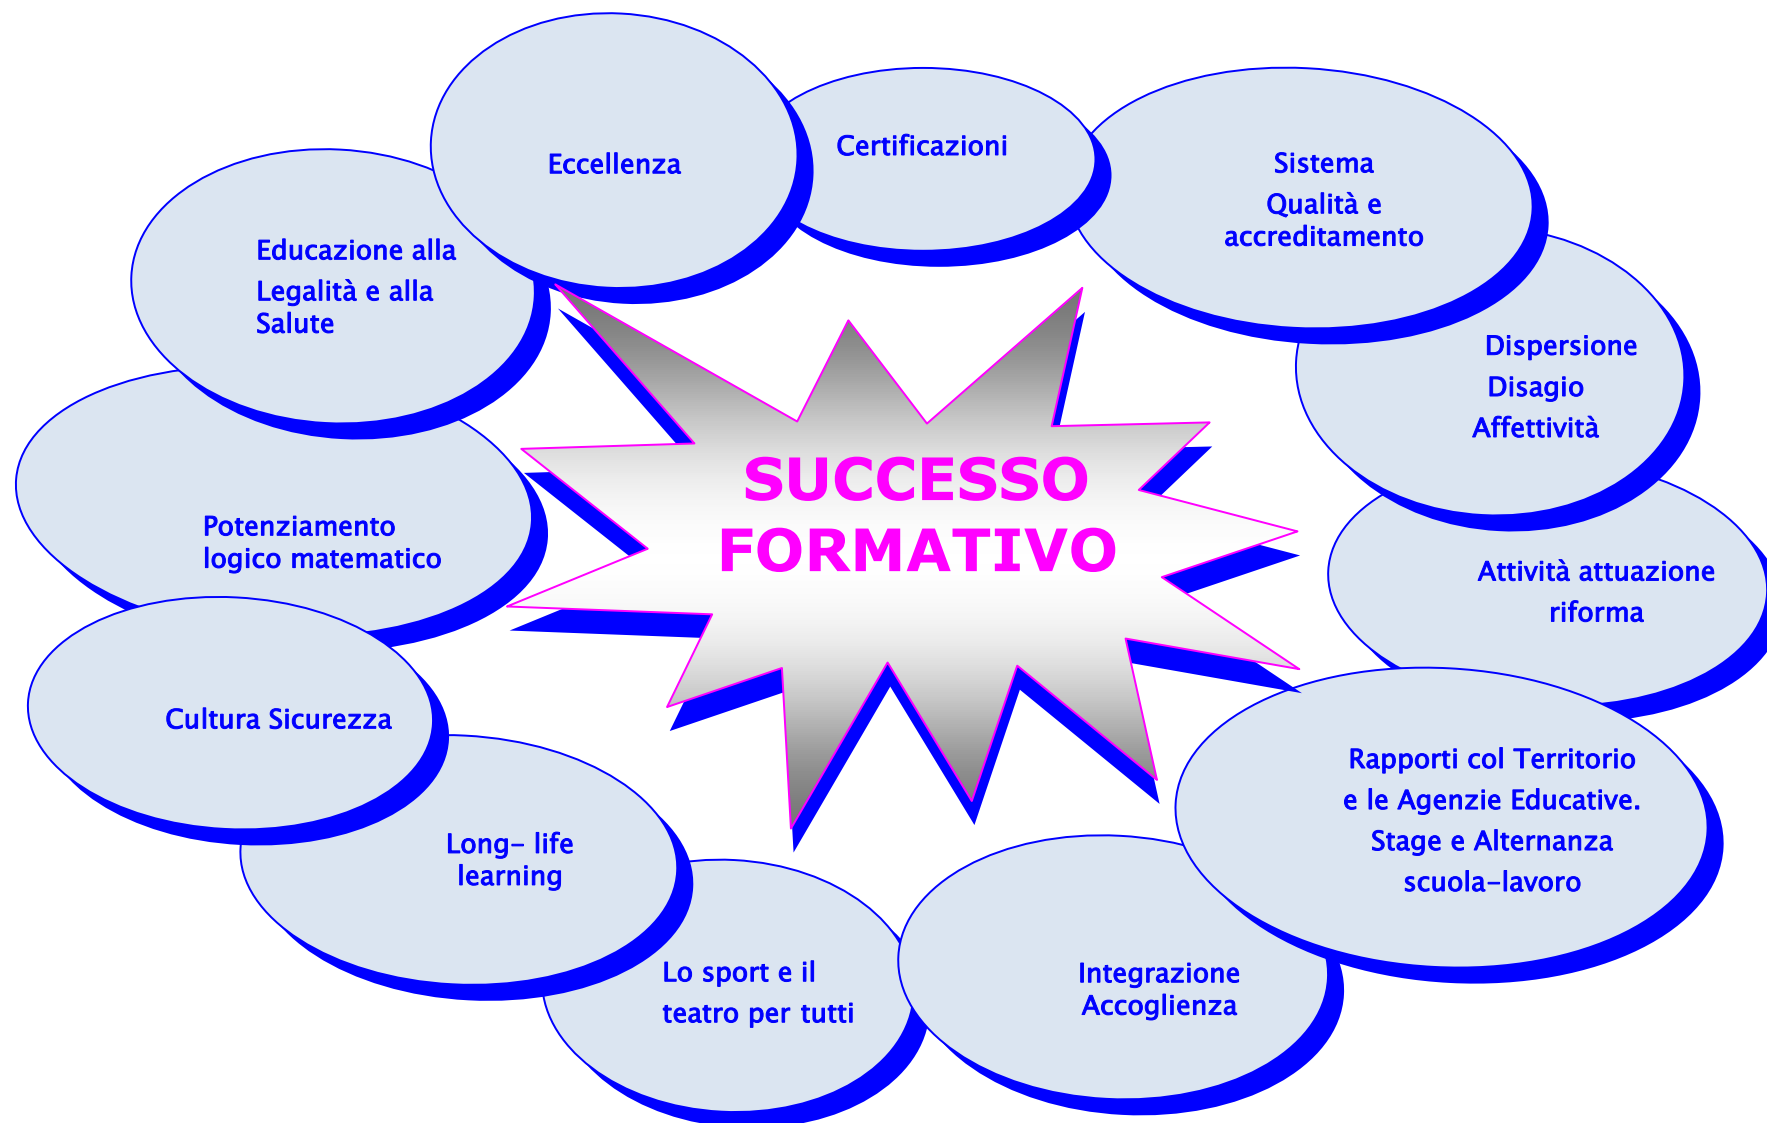 Eccellenza
Certificazioni
Sistema
Qualità e
accreditamento
Educazione alla
Legalità e alla
Salute
Dispersione
Disagio
Affettività
SUCCESSO
FORMATIVO
Potenziamento
logico matematico
Attività attuazione
riforma
Cultura Sicurezza
Rapporti col Territorio
e le Agenzie Educative.
Stage e Alternanza
scuola-lavoro
Long- life
learning
Lo sport e il
teatro per tutti
Integrazione
Accoglienza